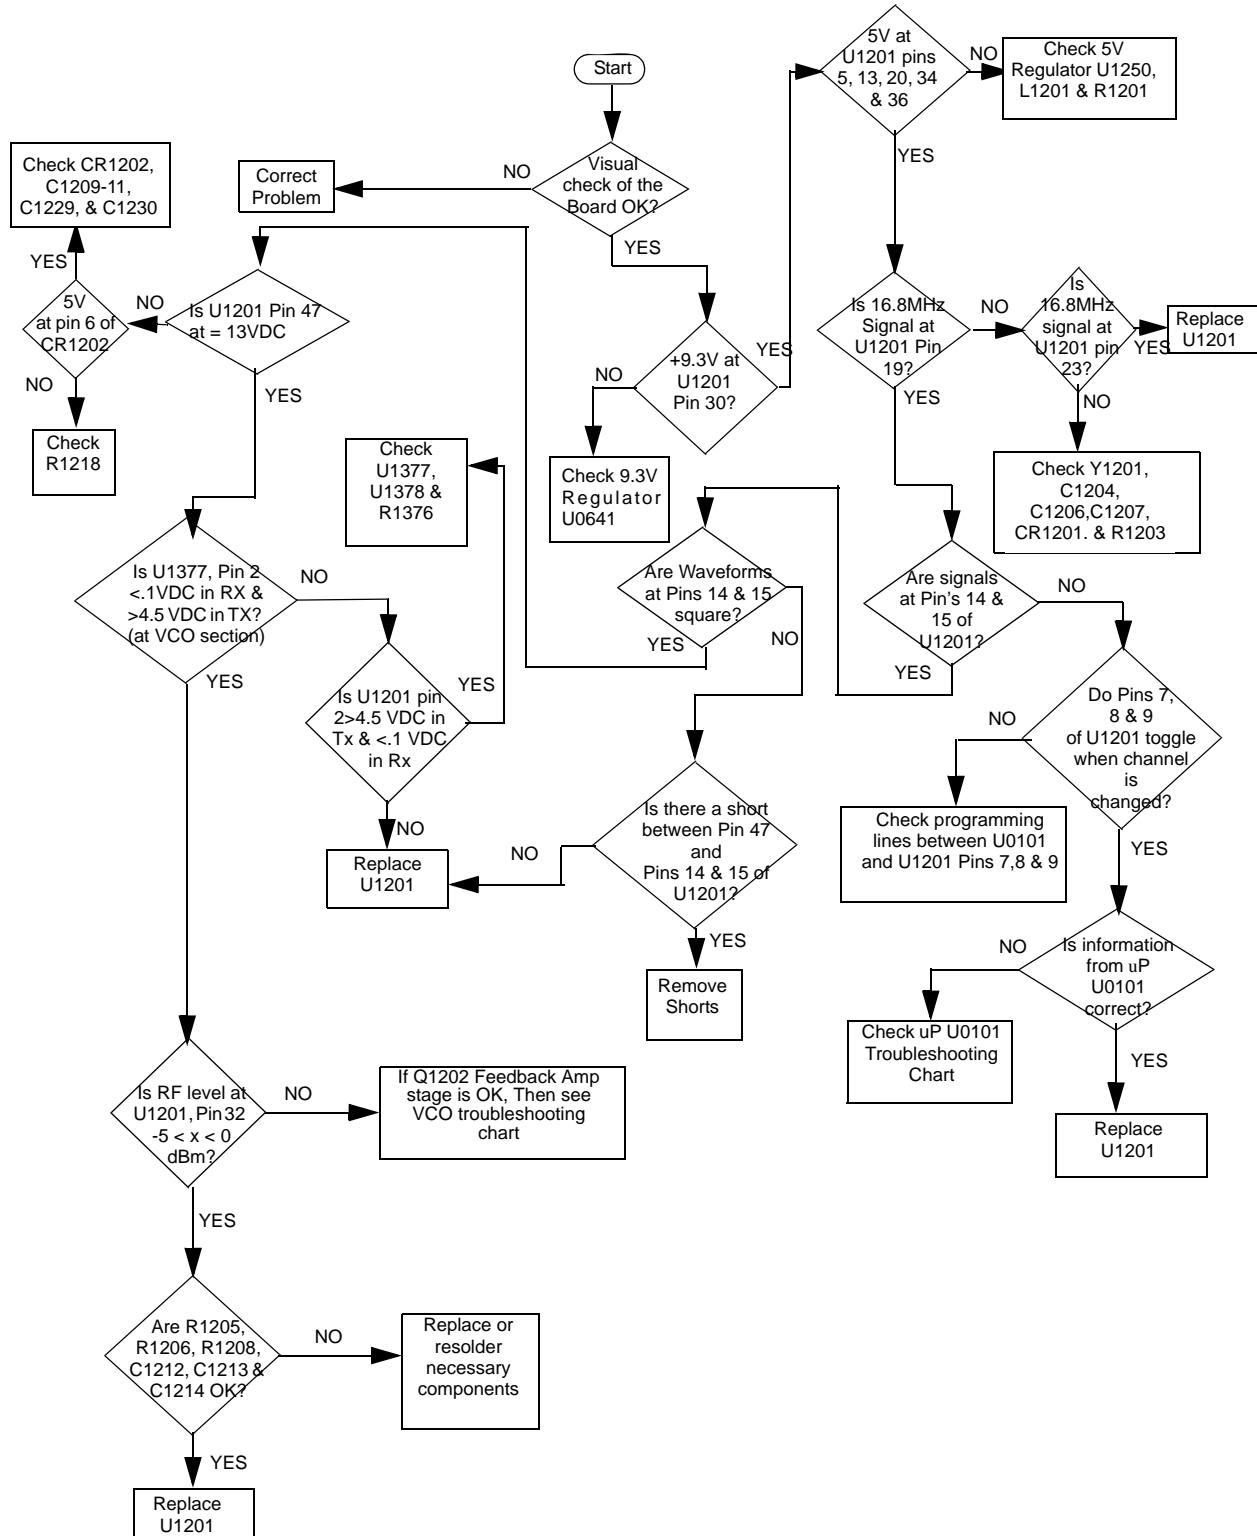 Start
5V at
U1201 pins
5, 13, 20, 34
& 36
NO
Check 5V
Regulator U1250,
L1201 & R1201
YES
Visual
check of the
Board OK?
NO
Correct
Problem
YES
Check CR1202,
C1209-11,
C1229, & C1230
YES
5V
at pin 6 of
CR1202
NO
Is U1201 Pin 47
at = 13VDC
NO
Check
R1218
YES
+9.3V at
U1201
Pin 30?
YES
NO
Check 9.3V
Regulator
U0641
Is 16.8MHz
Signal at
U1201 Pin
19?
NO
Is
16.8MHz
signal at
U1201 pin
23?
YES
Replace
U1201
NO
Check Y1201,
C1204,
C1206,C1207,
CR1201. & R1203
YES
Check
U1377,
U1378 &
R1376
Is U1377, Pin 2
<.1VDC in RX &
>4.5 VDC in TX?
(at VCO section)
NO
YES
Is U1201 pin
2>4.5 VDC in
Tx & <.1 VDC
in Rx
YES
NO
Replace
U1201
Are Waveforms
at Pins 14 & 15
square?
YES
NO
Are signals
at Pin's 14 &
15 of
U1201?
NO
YES
Is there a short
between Pin 47
and
Pins 14 & 15 of
U1201?
NO
YES
Remove
Shorts
Do Pins 7,
8 & 9
of U1201 toggle
when channel
is
changed?
NO
Check programming
lines between U0101
and U1201 Pins 7,8 & 9
YES
Is information
from uP
U0101
correct?
NO
Check uP U0101
Troubleshooting
Chart
YES
Replace
U1201
Is RF level at
U1201, Pin 32
-5 < x < 0
dBm?
NO
If Q1202 Feedback Amp
stage is OK, Then see
VCO troubleshooting
chart
YES
Are R1205,
R1206, R1208,
C1212, C1213 &
C1214 OK?
NO
Replace or
resolder
necessary
components
YES
Replace
U1201